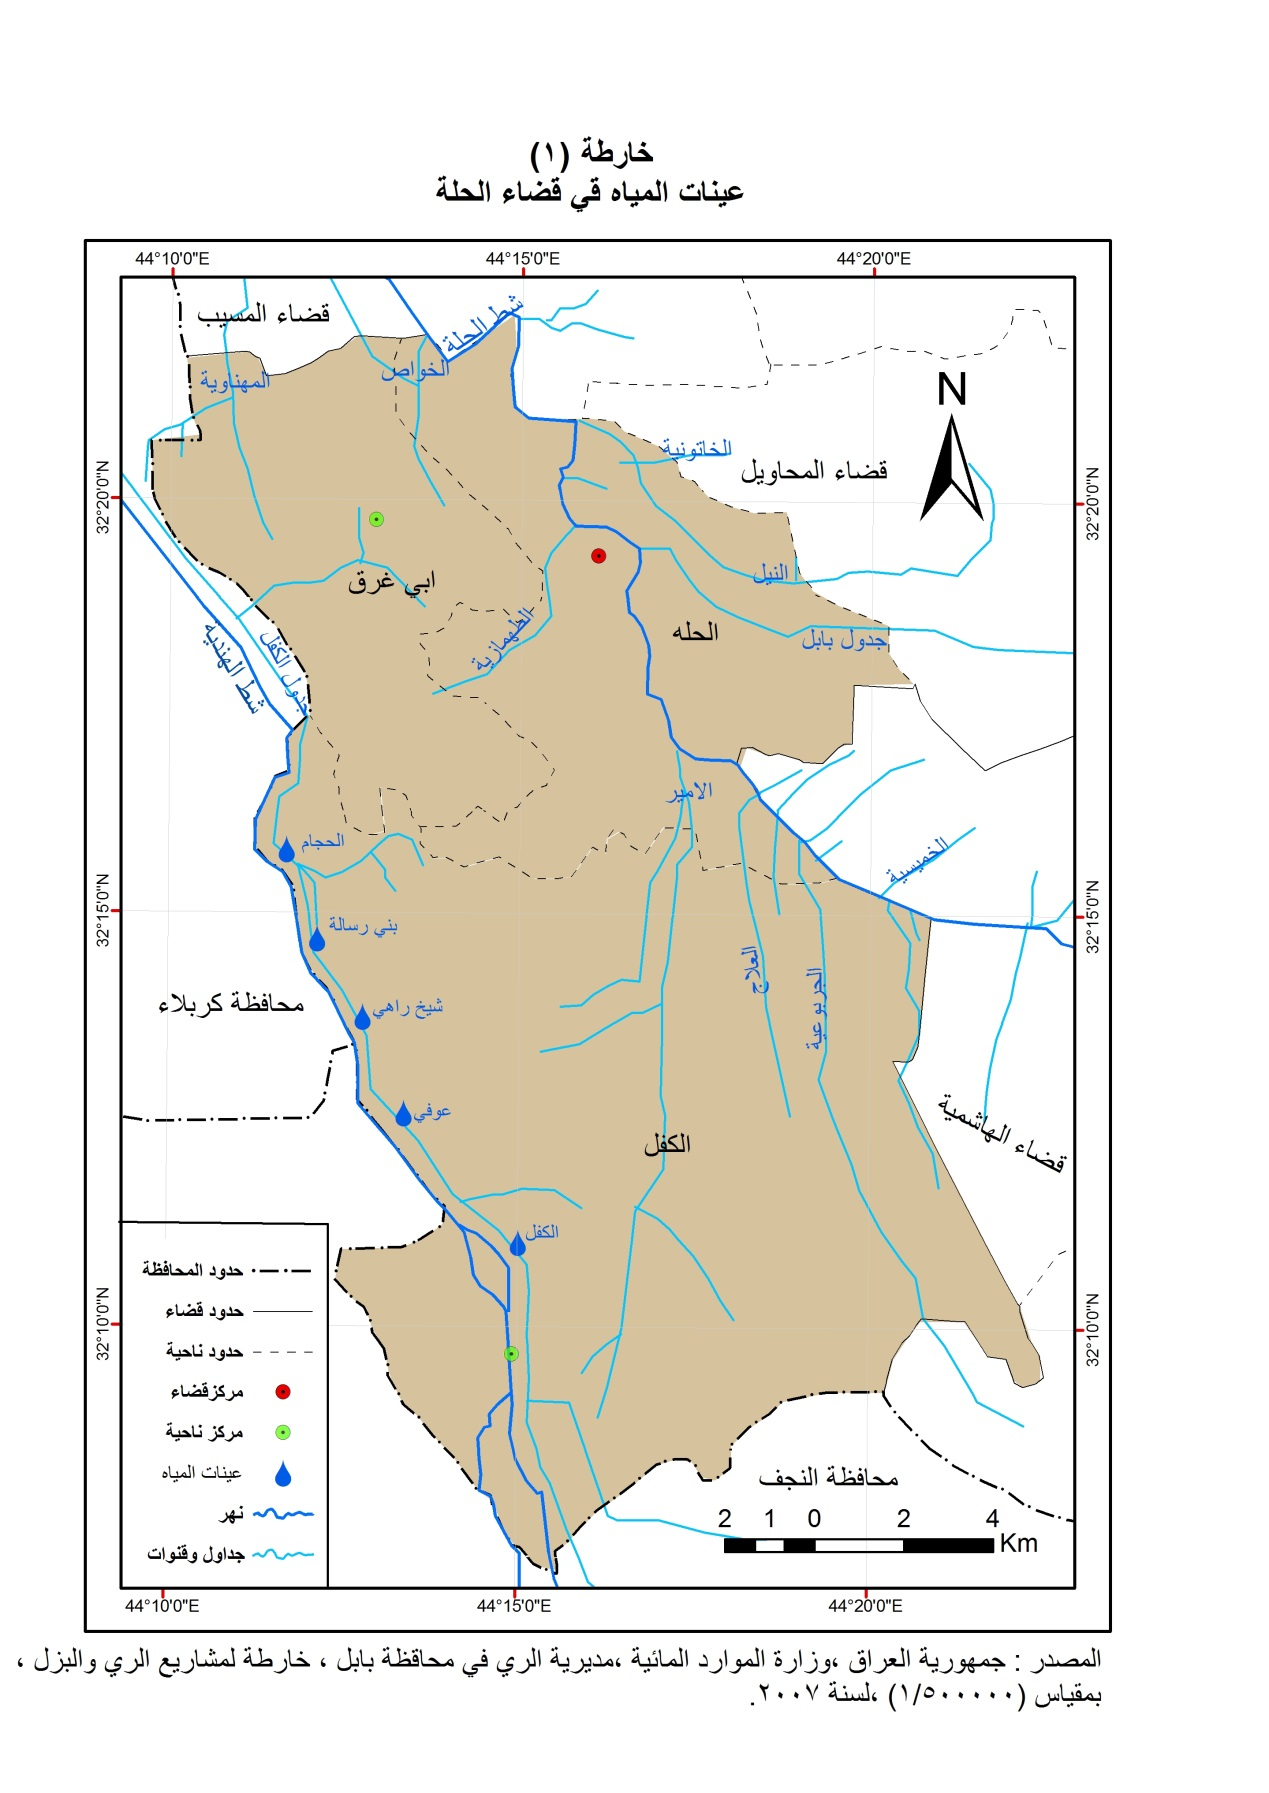 خارطة (١)
عينات المياه في قضاء الحلة
44°10'0"E
44°15'0"E
44°20'0"E
قضاء المسيب
شط الحلة
المهناوية
الخواص
N
الخاتونية
قضاء المحاويل
32°20'0"N
32°20'0"N
ابي غرق
النيل
الطهمازية
الحله
جدول بابل
شط الهندية
جدول الكفل
الامير
الحجام
الخميسية
بني رسالة
32°15'0"N
32°15'0"N
العلاج
الجربوعية
محافظة كربلاء
شيخ راهي
عوفي
الكفل
قضاء الهاشمية
الكفل
حدود المحافظة
حدود قضاء
حدود ناحية
مركزقضاء
مركز ناحية
عينات المياه
نهر
جداول وقنوات
32°10'0"N
32°10'0"N
محافظة النجف
2 1 0 2 4
Km
44°10'0"E
44°15'0"E
44°20'0"E
المصدر : جمهورية العراق ،وزارة الموارد المائية ،مديرية الري في محافظة بابل ، خارطة لمشاريع الري والبزل ،
بمقياس (١/٥٠٠٠٠٠) ،لسنة ٢٠٠٧.